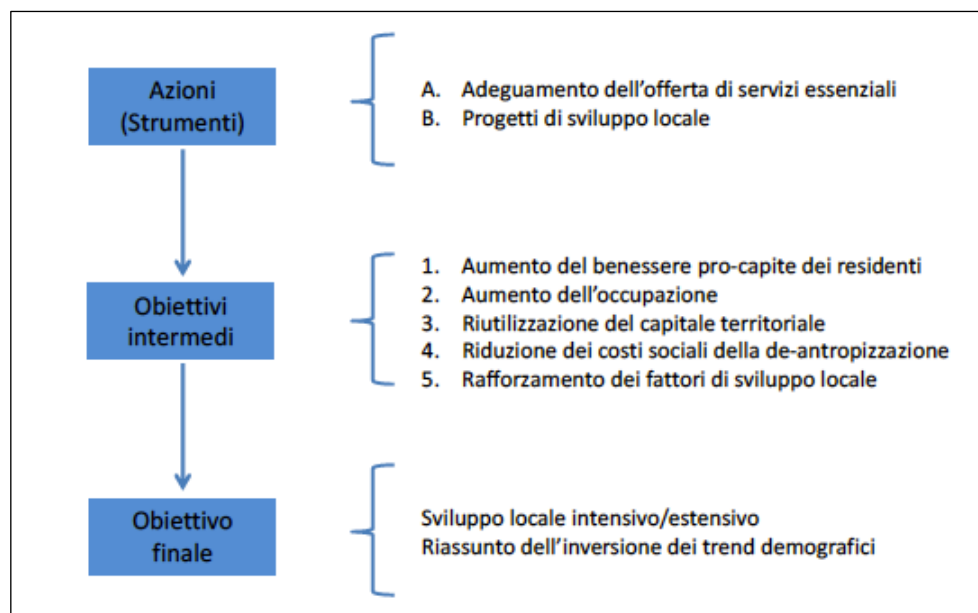 Azioni
(Strumenti)
A. Adeguamento dell'offerta di servizi essenziali
B. Progetti di sviluppo locale
Obiettivi
intermedi
1. Aumento del benessere pro-capite dei residenti
2. Aumento dell'occupazione
3. Riutilizzazione del capitale territoriale
4. Riduzione dei costi sociali della de-antropizzazione
5. Rafforzamento dei fattori di sviluppo locale
Obiettivo
finale
Sviluppo locale intensivo/estensivo
Riassunto dell'inversione dei trend demografici